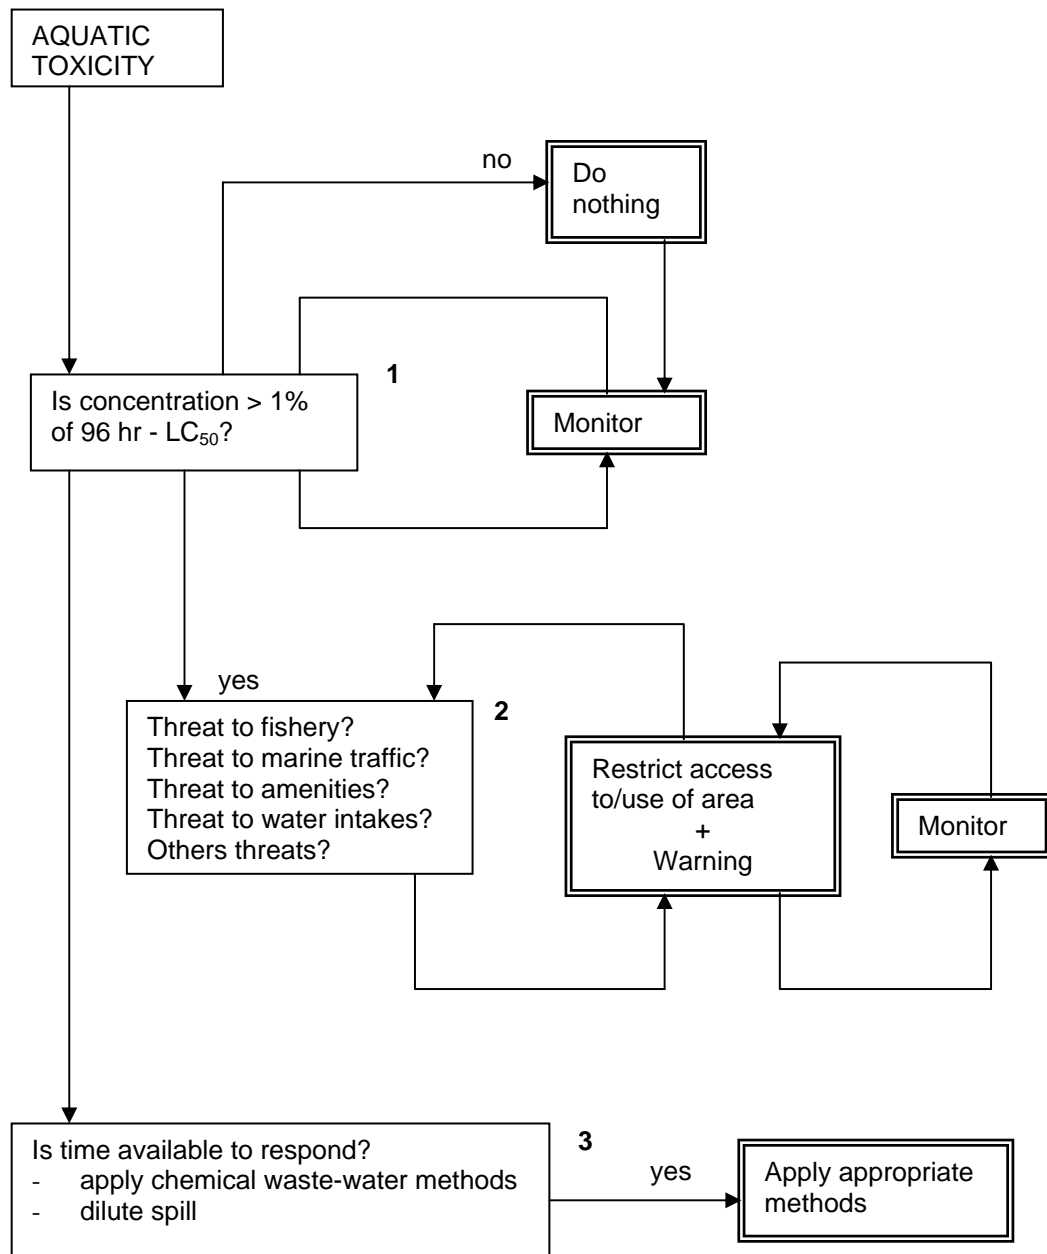 AQUATIC
TOXICITY
no
Do
nothing
1
Is concentration > 1%
of 96 hr - LC₅₀?
Monitor
yes
2
Threat to fishery?
Threat to marine traffic?
Threat to amenities?
Threat to water intakes?
Others threats?
Restrict access
to/use of area
+
Warning
Monitor
3
Is time available to respond?
- apply chemical waste-water methods
- dilute spill
yes
Apply appropriate
methods